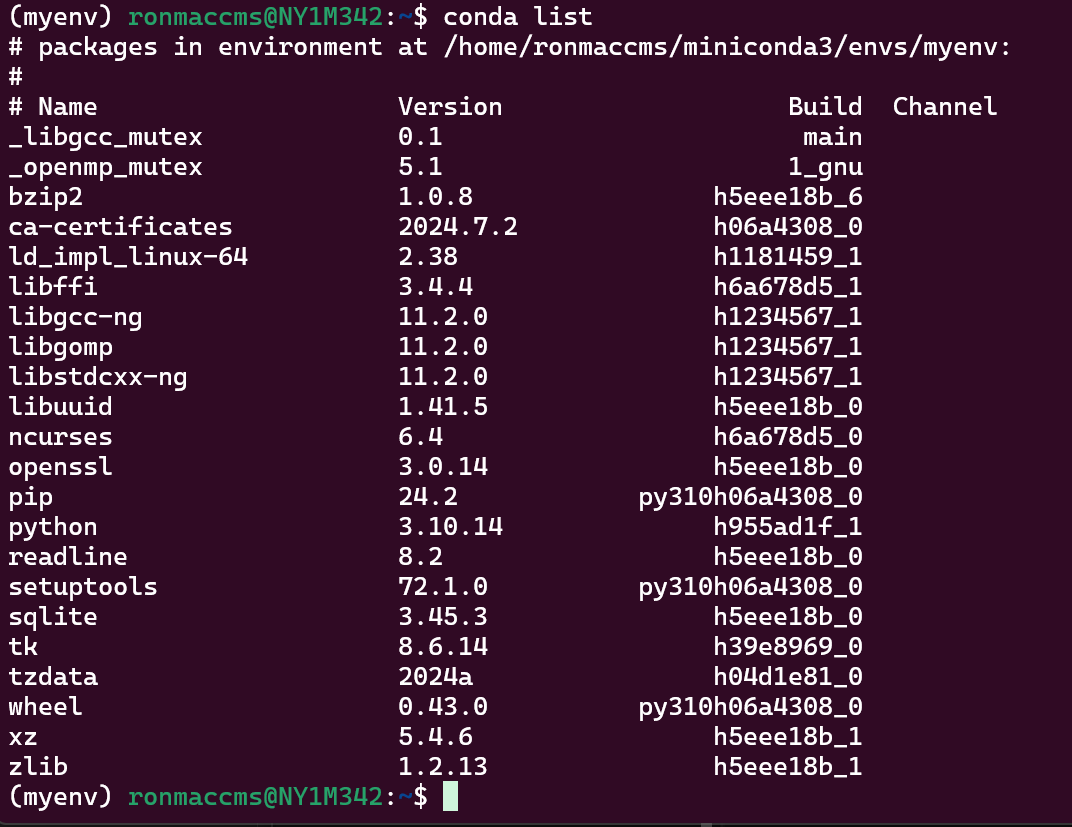 (myenv) ronmaccms@NY1M342:~$ conda list
# packages in environment at /home/ronmaccms/miniconda3/envs/myenv:
#
# Name                    Version                   Build  Channel
_libgcc_mutex             0.1                        main
_openmp_mutex             5.1                       1_gnu
bzip2                     1.0.8                h5eee18b_6
ca-certificates           2024.7.2             h06a4308_0
ld_impl_linux-64          2.38                 h1181459_1
libffi                    3.4.4                h6a678d5_1
libgcc-ng                 11.2.0               h1234567_1
libgomp                   11.2.0               h1234567_1
libstdcxx-ng              11.2.0               h1234567_1
libuuid                   1.41.5               h5eee18b_0
ncurses                   6.4                  h6a678d5_0
openssl                   3.0.14               h5eee18b_0
pip                       24.2            py310h06a4308_0
python                    3.10.14              h955ad1f_1
readline                  8.2                  h5eee18b_0
setuptools                72.1.0          py310h06a4308_0
sqlite                    3.45.3               h5eee18b_0
tk                        8.6.14               h39e8969_0
tzdata                    2024a                h04d1e81_0
wheel                     0.43.0          py310h06a4308_0
xz                        5.4.6                h5eee18b_1
zlib                      1.2.13               h5eee18b_1
(myenv) ronmaccms@NY1M342:~$